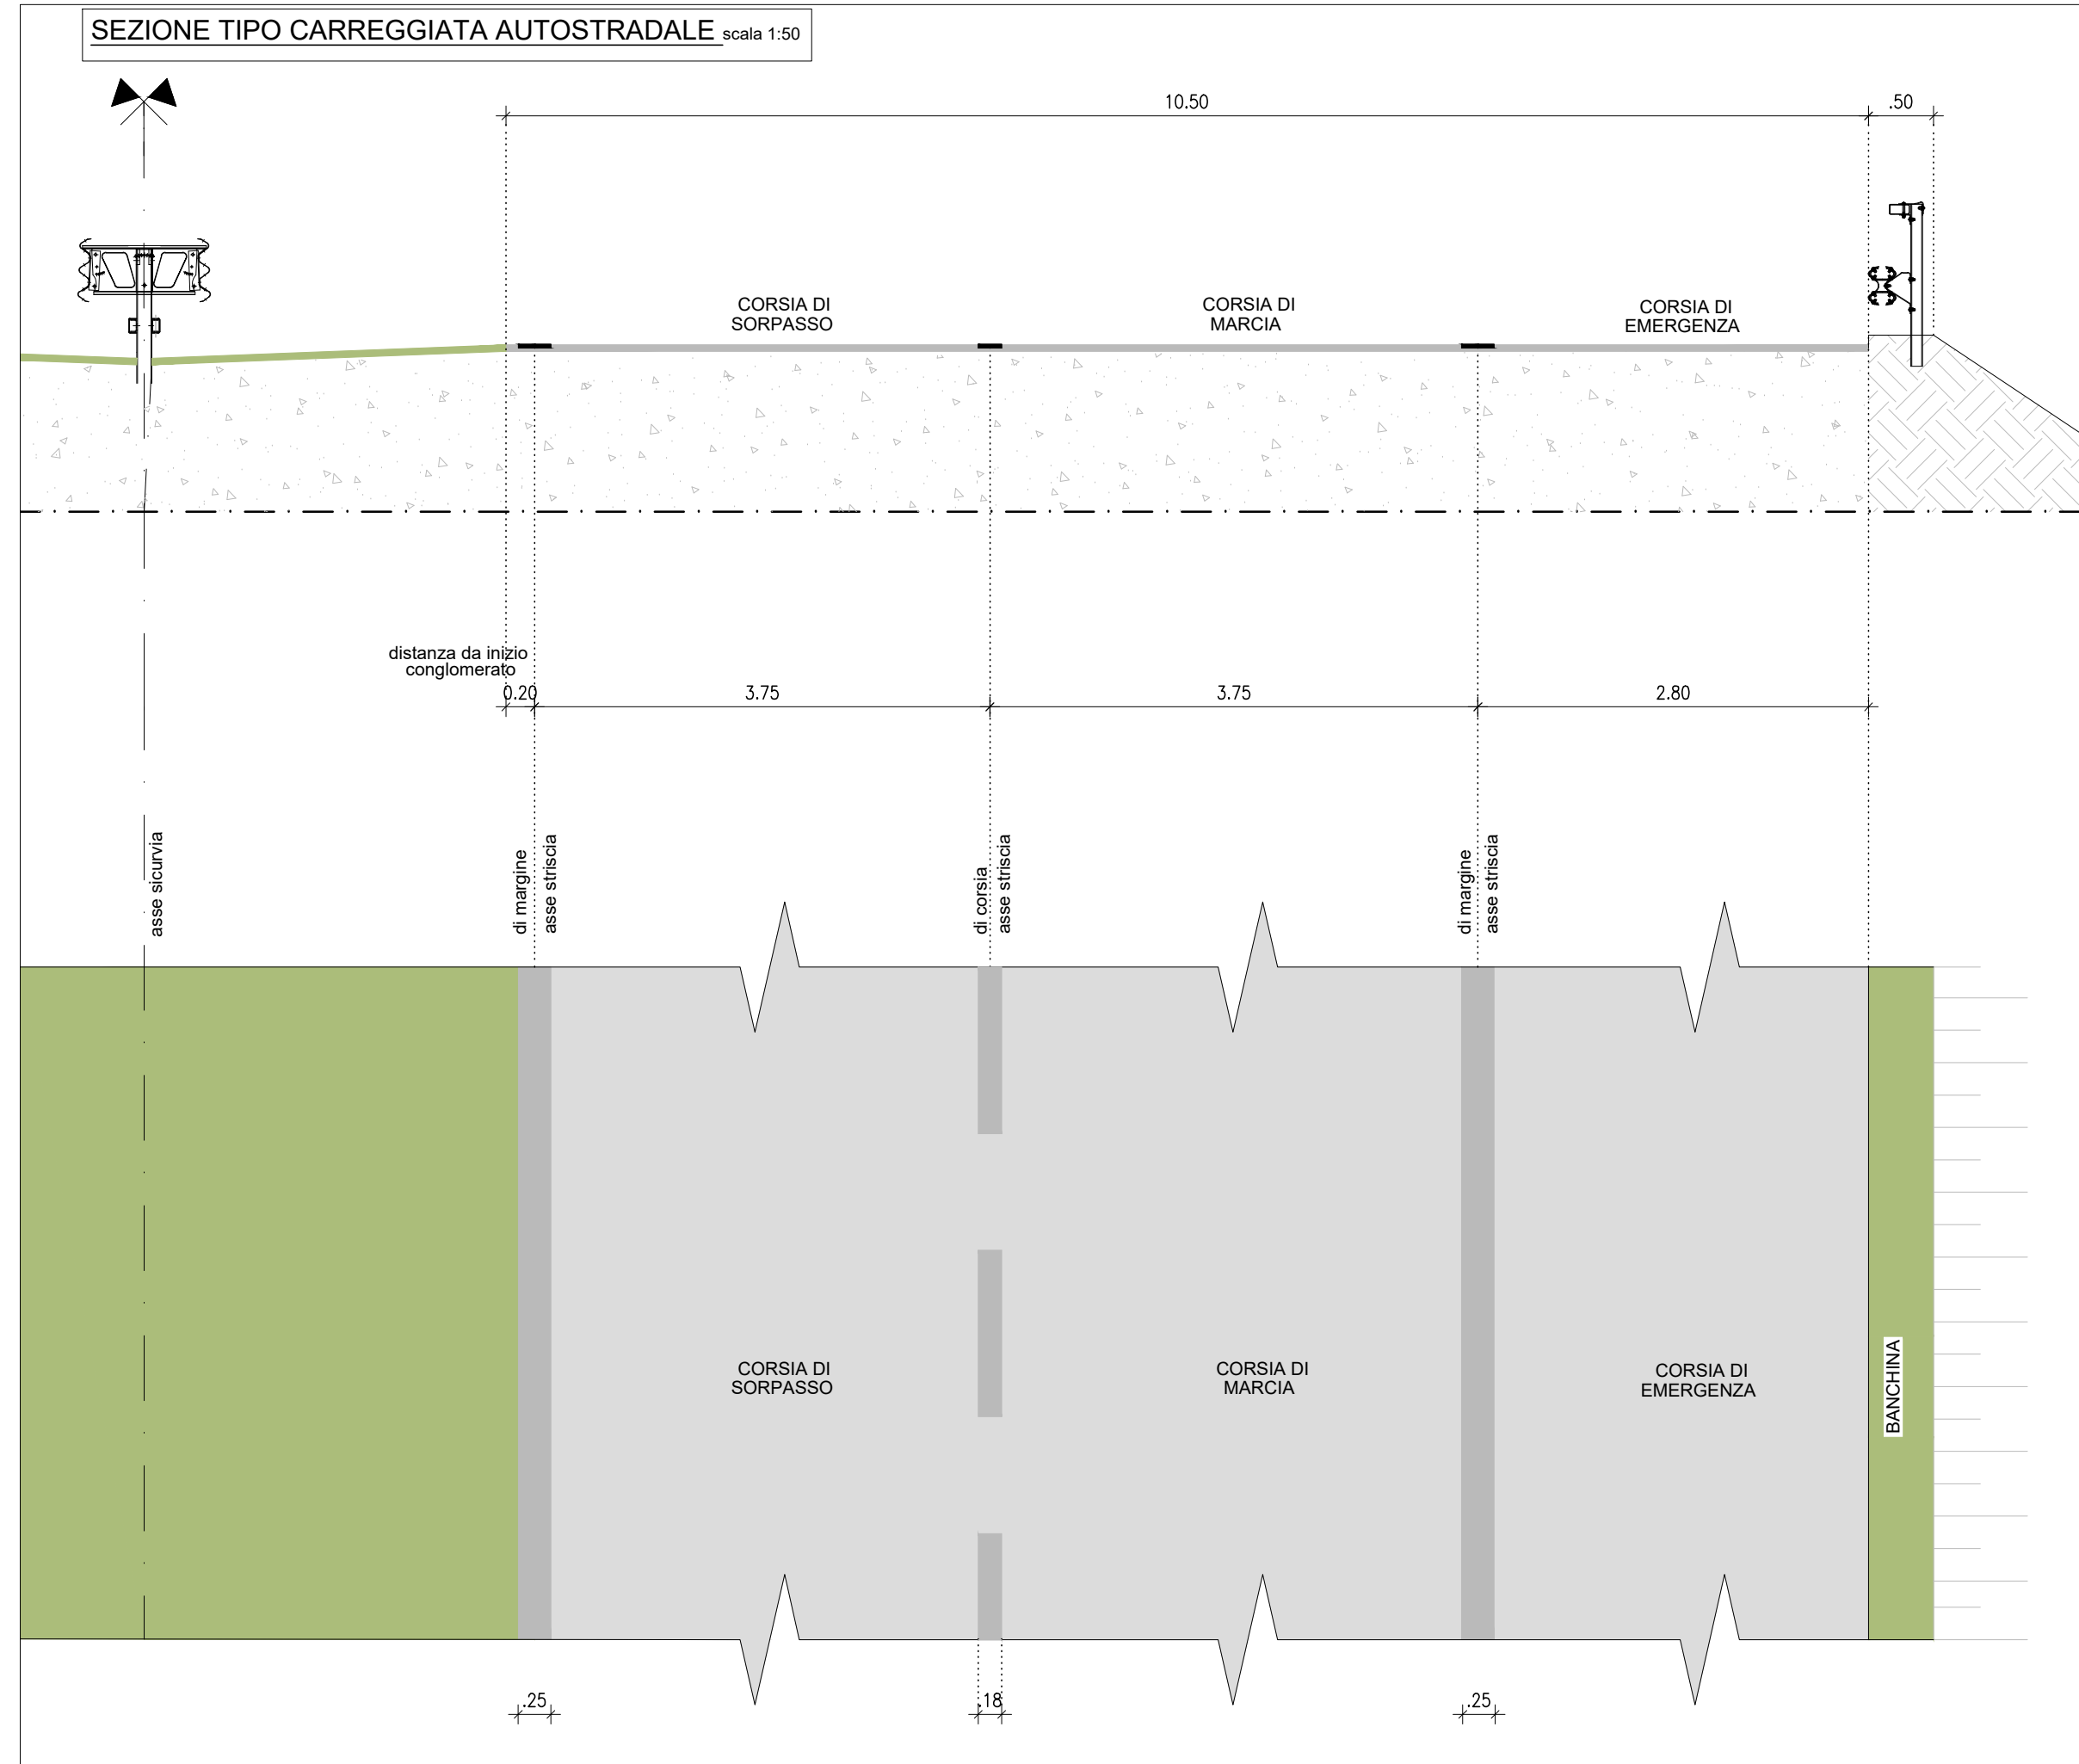 SEZIONE TIPO CARREGGIATA AUTOSTRADALE scala 1:50
10.50
.50
CORSIA DI
SORPASSO
CORSIA DI
MARCIA
CORSIA DI
EMERGENZA
distanza da inizio
conglomerato
0.20
3.75
3.75
2.80
asse sicurvia
di margine
asse striscia
di corsia
asse striscia
di margine
asse striscia
CORSIA DI
SORPASSO
CORSIA DI
MARCIA
CORSIA DI
EMERGENZA
BANCHINA
.25
.18
.25